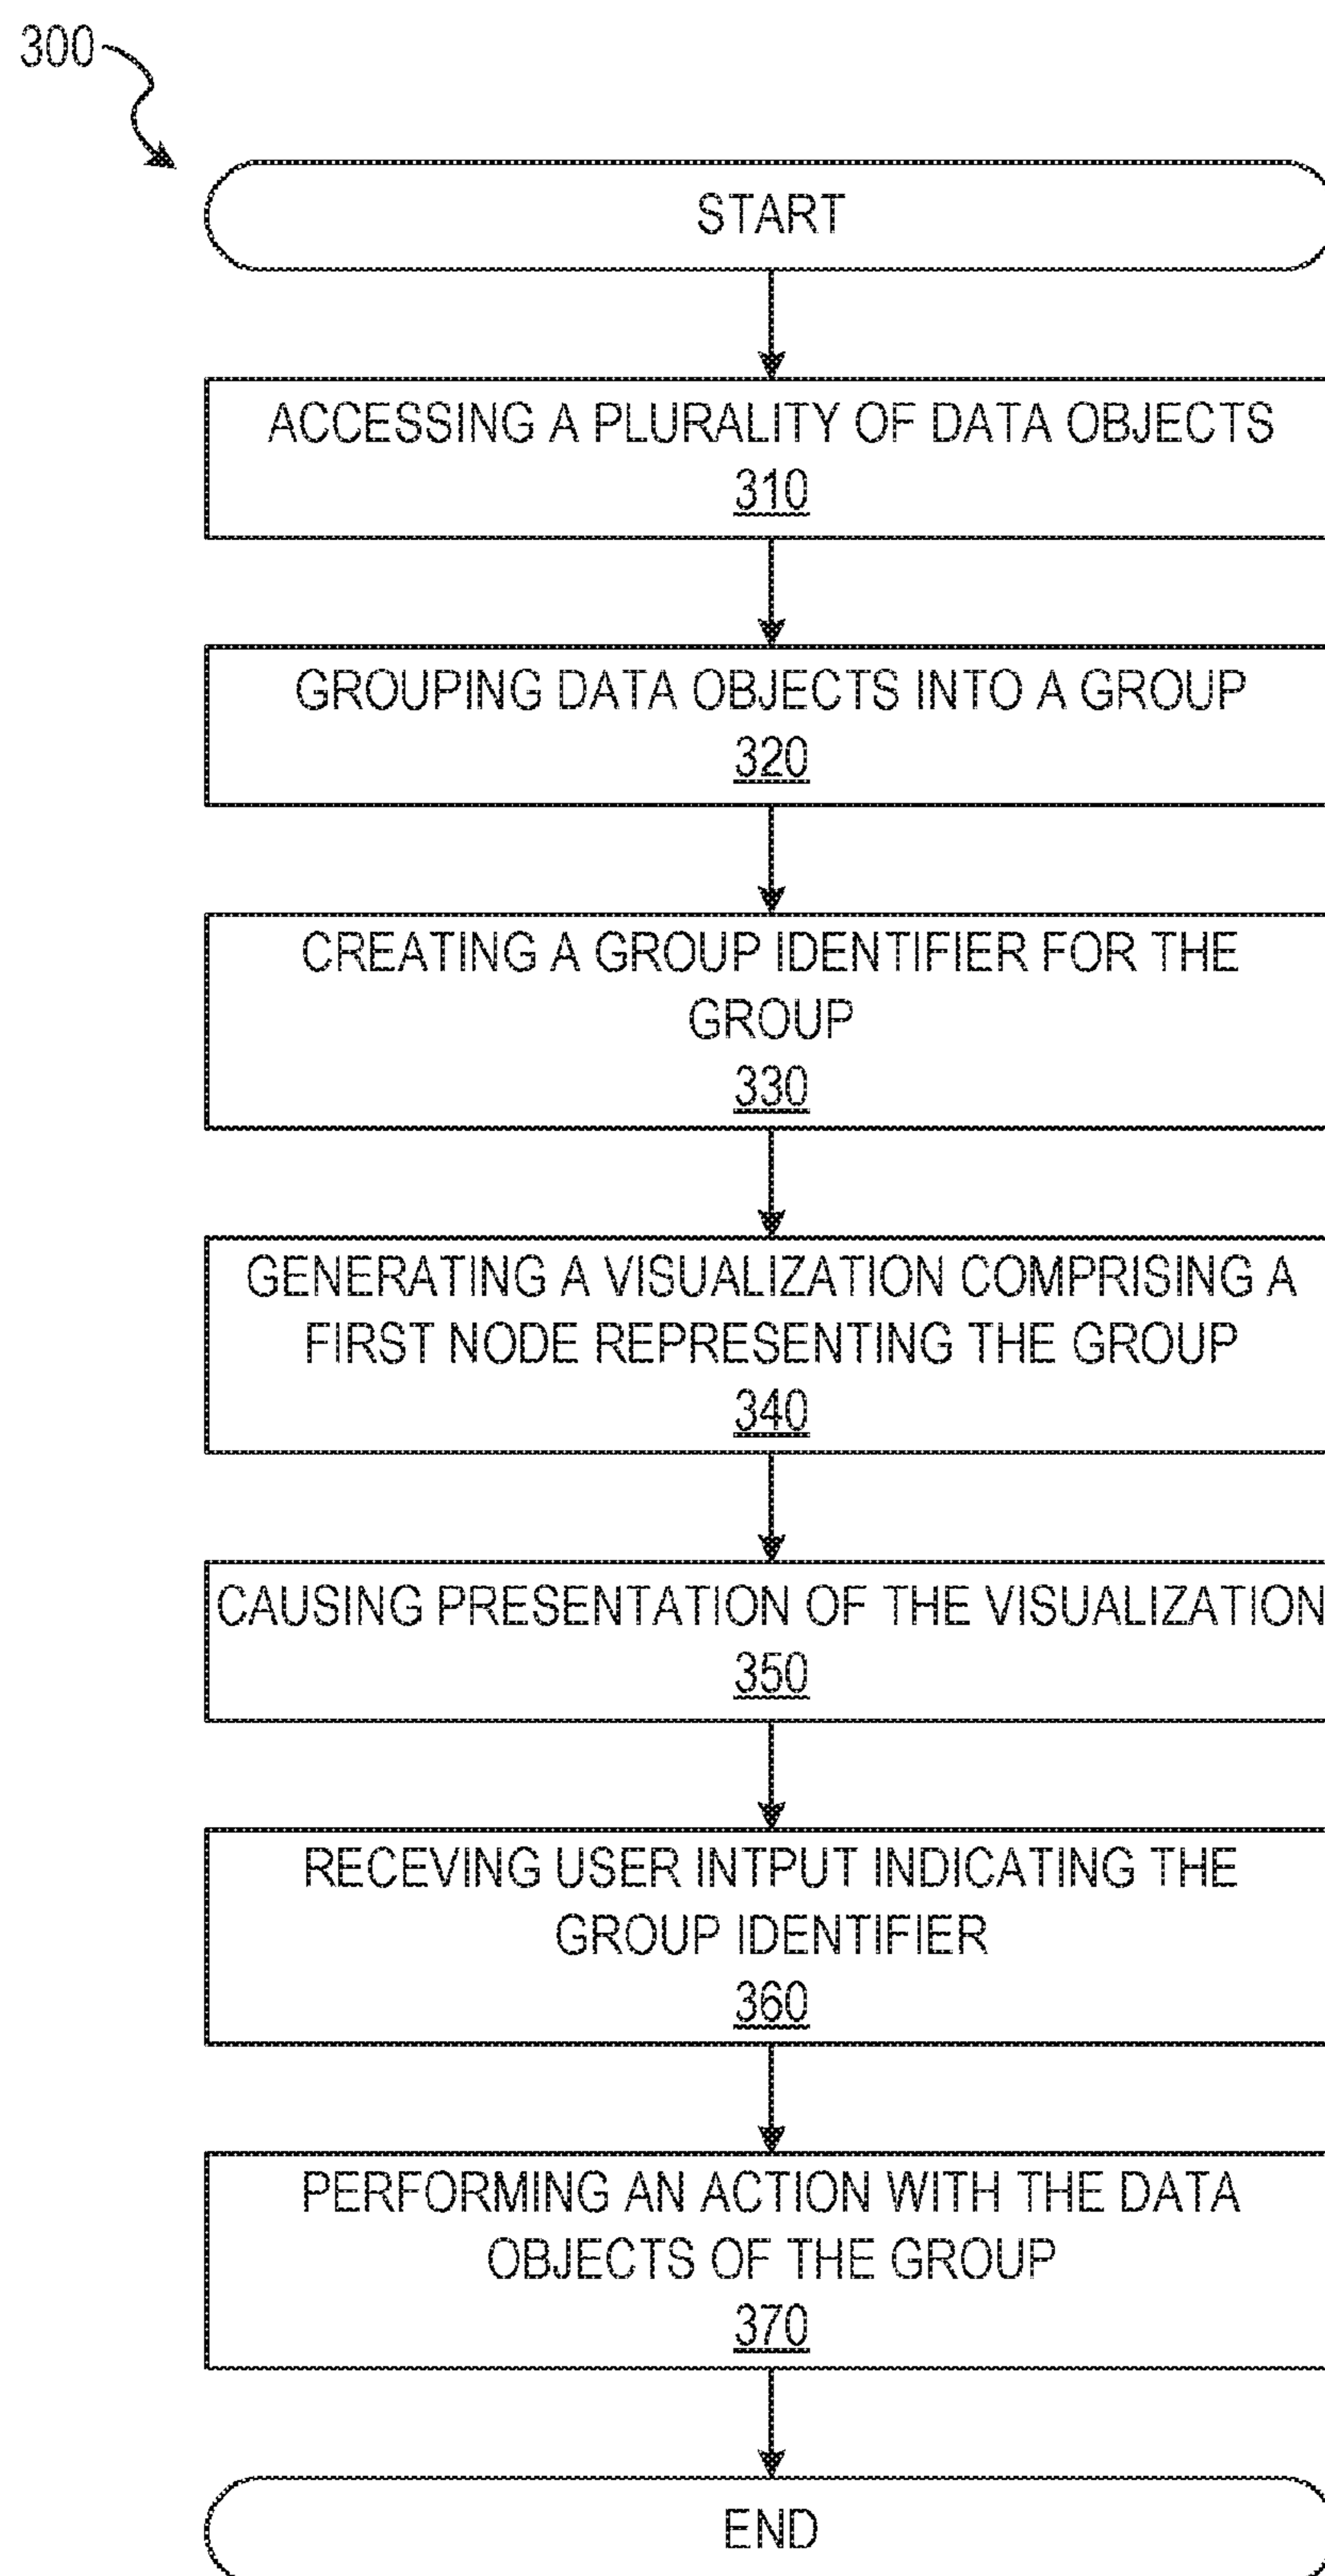 300
START
ACCESSING A PLURALITY OF DATA OBJECTS
310
GROUPING DATA OBJECTS INTO A GROUP
320
CREATING A GROUP IDENTIFIER FOR THE
GROUP
330
GENERATING A VISUALIZATION COMPRISING A
FIRST NODE REPRESENTING THE GROUP
340
CAUSING PRESENTATION OF THE VISUALIZATION
350
RECEVING USER INTPUT INDICATING THE
GROUP IDENTIFIER
360
PERFORMING AN ACTION WITH THE DATA
OBJECTS OF THE GROUP
370
END